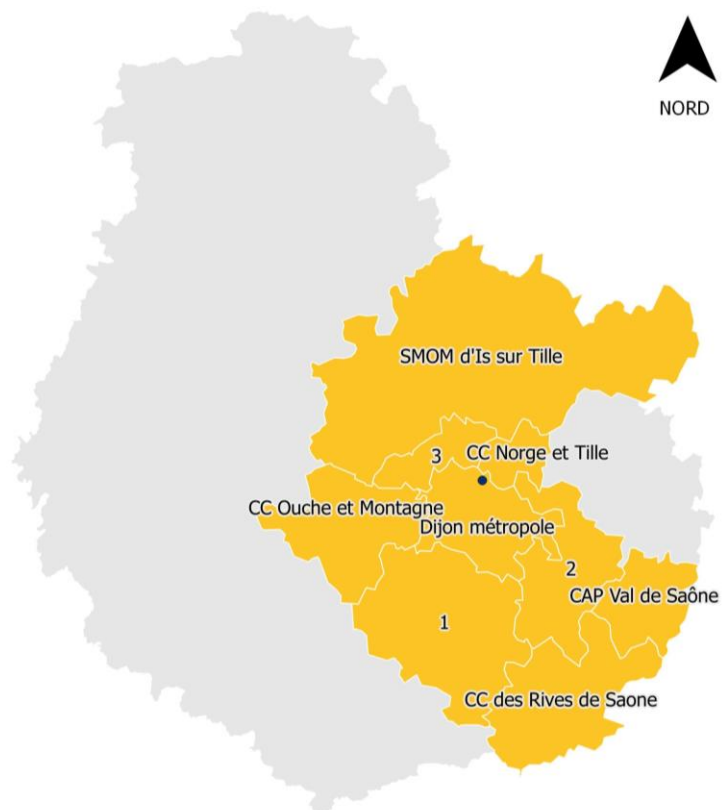 NORD
SMOM d'Is sur Tille
3
CC Norge et Tille
CC Ouche et Montagne
Dijon métropole
2
CAP Val de Saône
1
CC des Rives de Saone